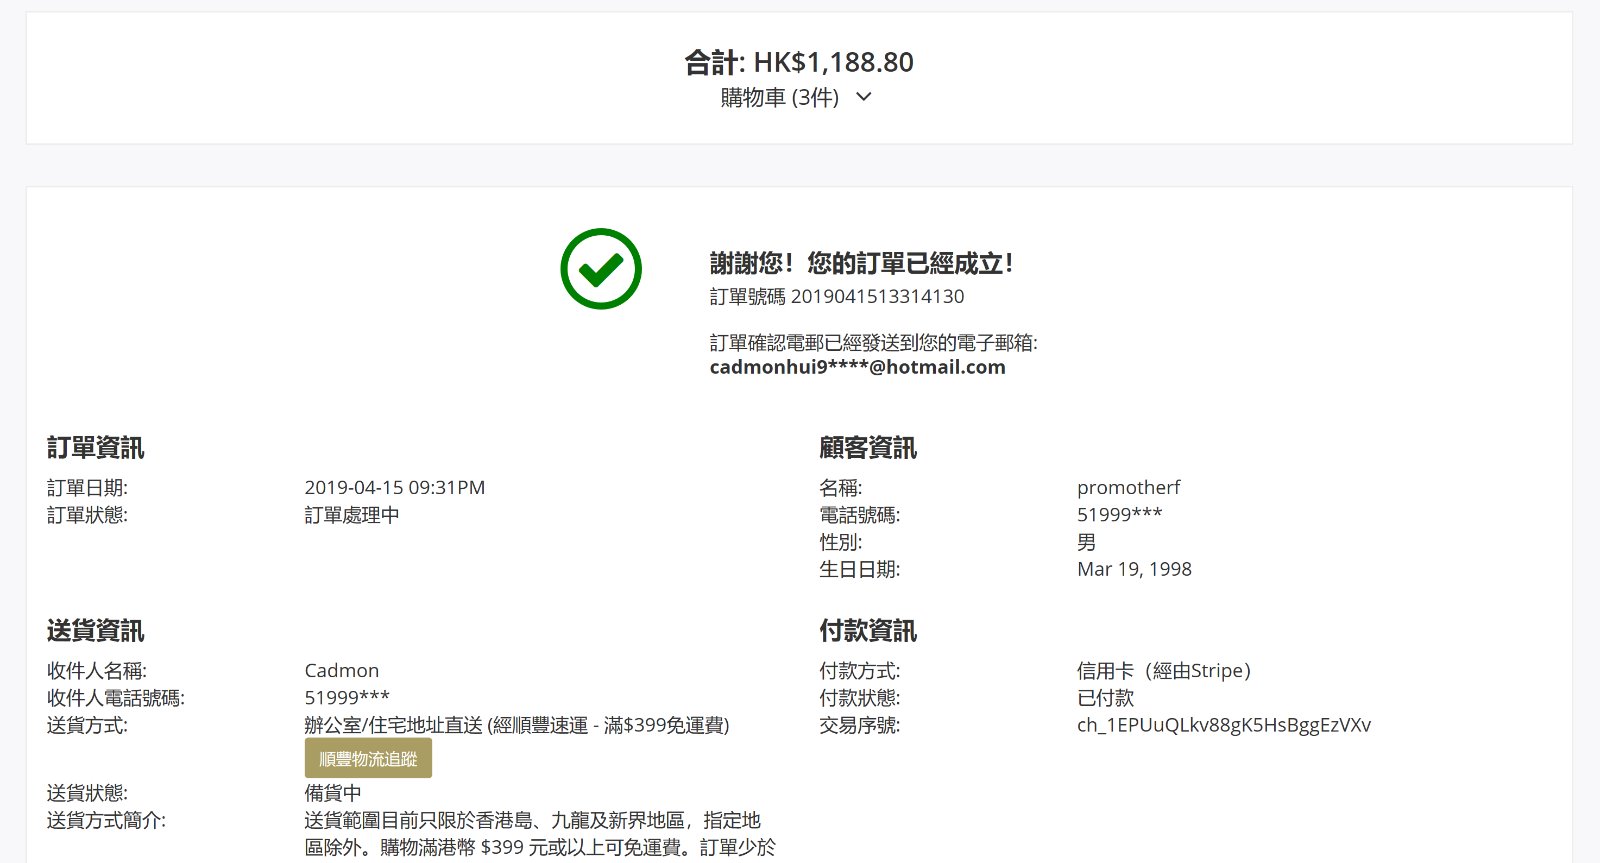 合計: HK$1,188.80
購物車 (3件)
謝謝您！您的訂單已經成立！
訂單號碼 2019041513314130
訂單確認電郵已經發送到您的電子郵箱:
cadmonhui9****@hotmail.com
訂單資訊
訂單日期: 2019-04-15 09:31PM
訂單狀態: 訂單處理中
顧客資訊
名稱: promotherf
電話號碼: 51999***
性別: 男
生日日期: Mar 19, 1998
送貨資訊
收件人名稱: Cadmon
收件人電話號碼: 51999***
送貨方式: 辦公室/住宅地址直送 (經順豐速運 - 滿$399免運費)
順豐物流追蹤
送貨狀態: 備貨中
送貨方式簡介: 送貨範圍目前只限於香港島、九龍及新界地區，指定地
區除外。購物滿港幣 $399 元或以上可免運費。訂單少於
付款資訊
付款方式: 信用卡（經由Stripe）
付款狀態: 已付款
交易序號: ch_1EPUuQLkv88gK5HsBggEzVXv